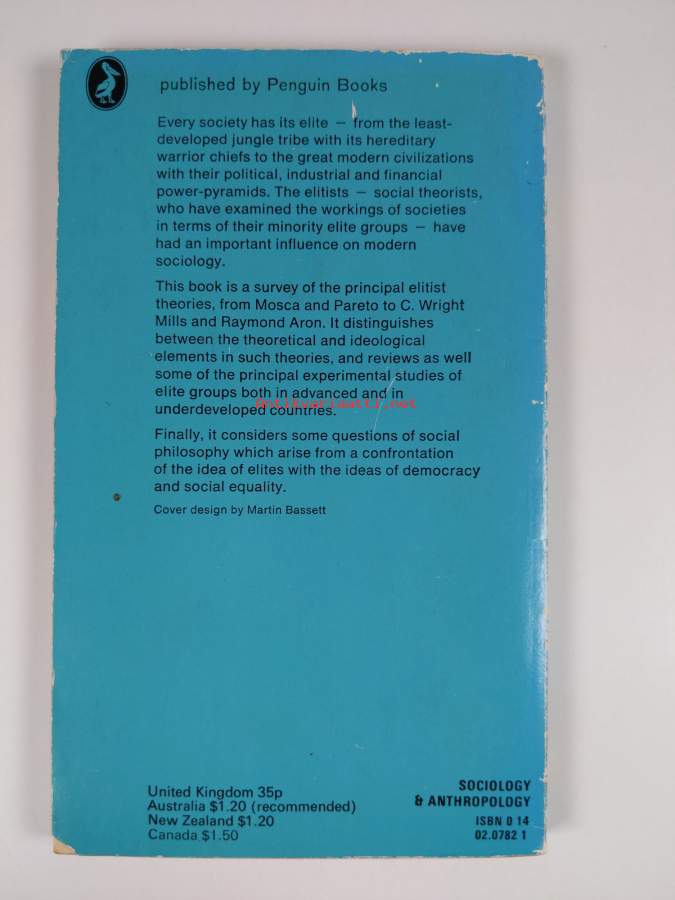 published by Penguin Books
Every society has its elite – from the least-
developed jungle tribe with its hereditary
warrior chiefs to the great modern civilizations
with their political, industrial and financial
power-pyramids. The elitists – social theorists,
who have examined the workings of societies
in terms of their minority elite groups – have
had an important influence on modern
sociology.
This book is a survey of the principal elitist
theories, from Mosca and Pareto to C. Wright
Mills and Raymond Aron. It distinguishes
between the theoretical and ideological
elements in such theories, and reviews as well
some of the principal experimental studies of
elite groups both in advanced and in
underdeveloped countries.
Finally, it considers some questions of social
philosophy which arise from a confrontation
of the idea of elites with the ideas of democracy
and social equality.
Cover design by Martin Bassett
United Kingdom 35p
Australia $1.20 (recommended)
New Zealand $1.20
Canada $1.50
SOCIOLOGY
& ANTHROPOLOGY
ISBN 0 14
02.0782 1